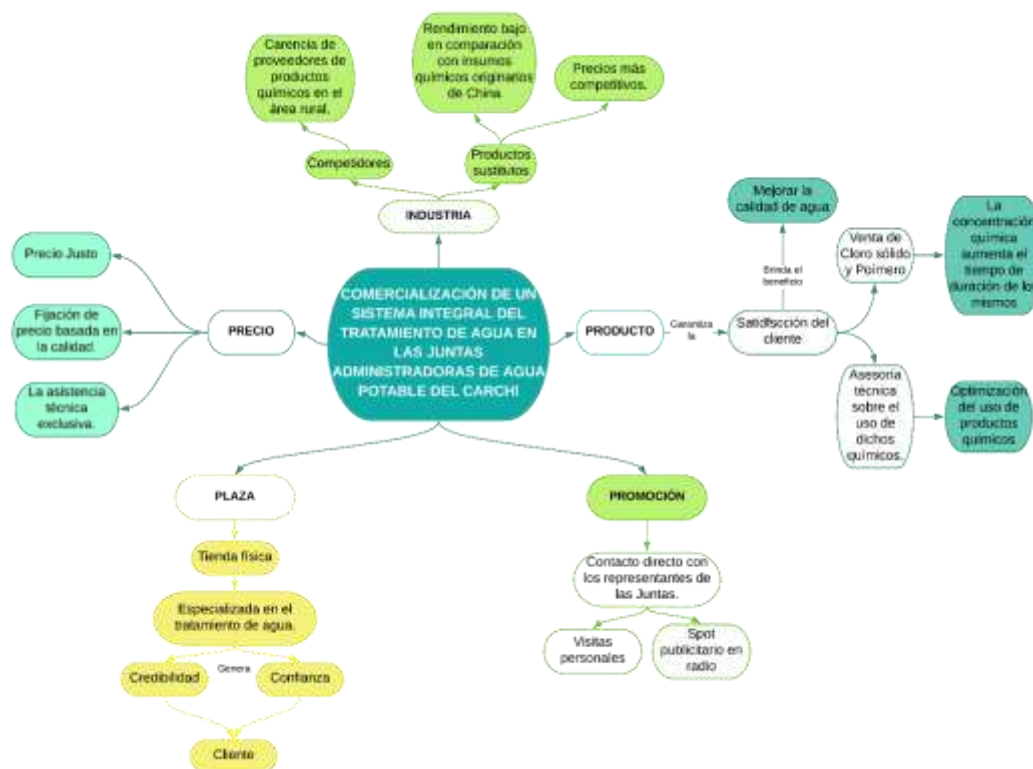 Carencia de
proveedores de
productos
químicos en el
área rural.
Rendimiento bajo
en comparación
con insumos
químicos originarios
de China
Precios más
competitivos.
Competidores
Productos
sustitutos
INDUSTRIA
Precio Justo
Fijación de
precio basada en
la calidad
La asistencia
técnica
exclusiva.
PRECIO
COMERCIALIZACIÓN DE UN
SISTEMA INTEGRAL DEL
TRATAMIENTO DE AGUA EN
LAS JUNTAS
ADMINISTRADORAS DE AGUA
POTABLE DEL CARCHI
PRODUCTO
Garantiza
la
Satidfscción del
cliente
Brinda el
beneficio
Mejorar la
calidad de agua
Venta de
Cloro sólido
y Poimero
La
concentración
química
aumenta el
tiempo de
duración de lo
mismos
Asesoria
técnica
sobre el
uso de
dichos
químicos.
Optimización
del uso de
productos
químicos
PLAZA
Tienda física
Especializada en el
tratamiento de agua.
Credibilidad
Genera
Confianza
Cliente
PROMOCIÓN
Contacto directo con
los representantes de
las Juntas.
Visitas
personales
Spot
publicitario en
radio